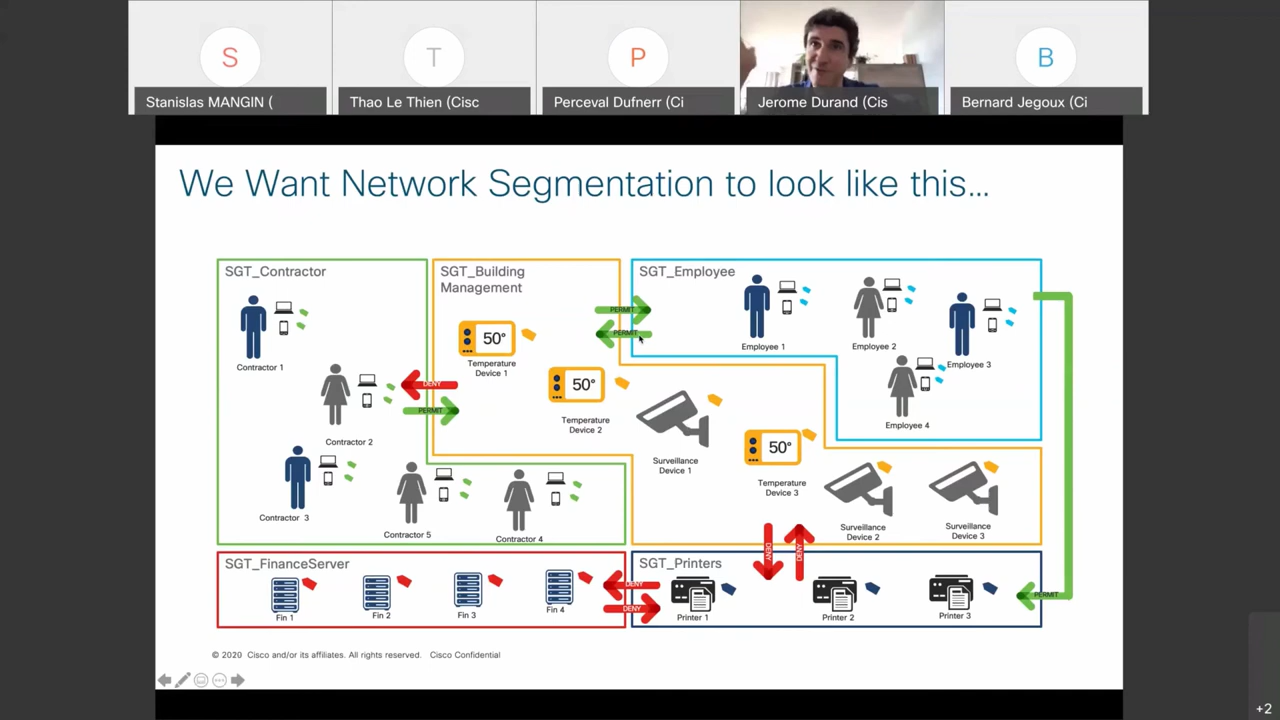 S
T
P
B
Stanislas MANGIN (
Thao Le Thien (Cisc
Perceval Dufnerr (Ci
Jerome Durand (Cis
Bernard Jegoux (Ci
We Want Network Segmentation to look like this...
SGT_Contractor
Contractor 1
Contractor 2
Contractor 3
Contractor 5
Contractor 4
SGT_Building
Management
50°
Temperature
Device 1
50°
Temperature
Device 2
Surveillance
Device 1
50°
Temperature
Device 3
Surveillance
Device 2
Surveillance
Device 3
PERMIT
PERMIT
DENY
PERMIT
SGT_Employee
Employee 1
Employee 2
Employee 3
Employee 4
SGT_FinanceServer
Fin 1
Fin 2
Fin 3
Fin 4
DENY
DENY
DENY
DENY
SGT_Printers
Printer 1
Printer 2
Printer 3
PERMIT
© 2020 Cisco and/or its affiliates. All rights reserved. Cisco Confidential
+2